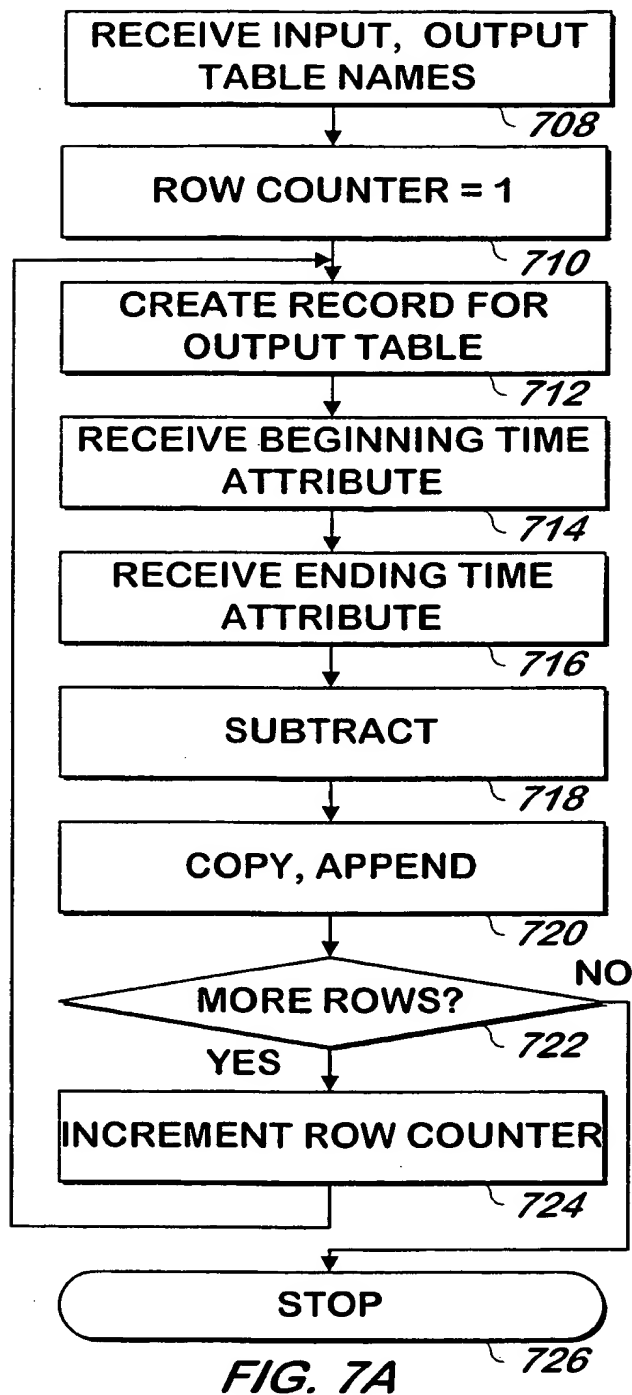 RECEIVE INPUT, OUTPUT
TABLE NAMES
708
ROW COUNTER = 1
710
CREATE RECORD FOR
OUTPUT TABLE
712
RECEIVE BEGINNING TIME
ATTRIBUTE
714
RECEIVE ENDING TIME
ATTRIBUTE
716
SUBTRACT
718
COPY, APPEND
720
NO
MORE ROWS?
722
YES
INCREMENT ROW COUNTER
724
STOP
726
FIG. 7A